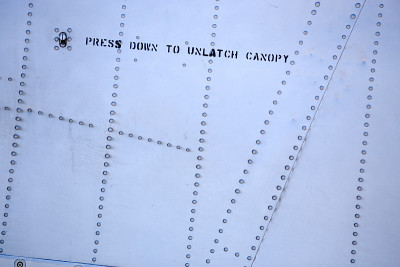 PRESS DOWN TO UNLATCH CANOPY